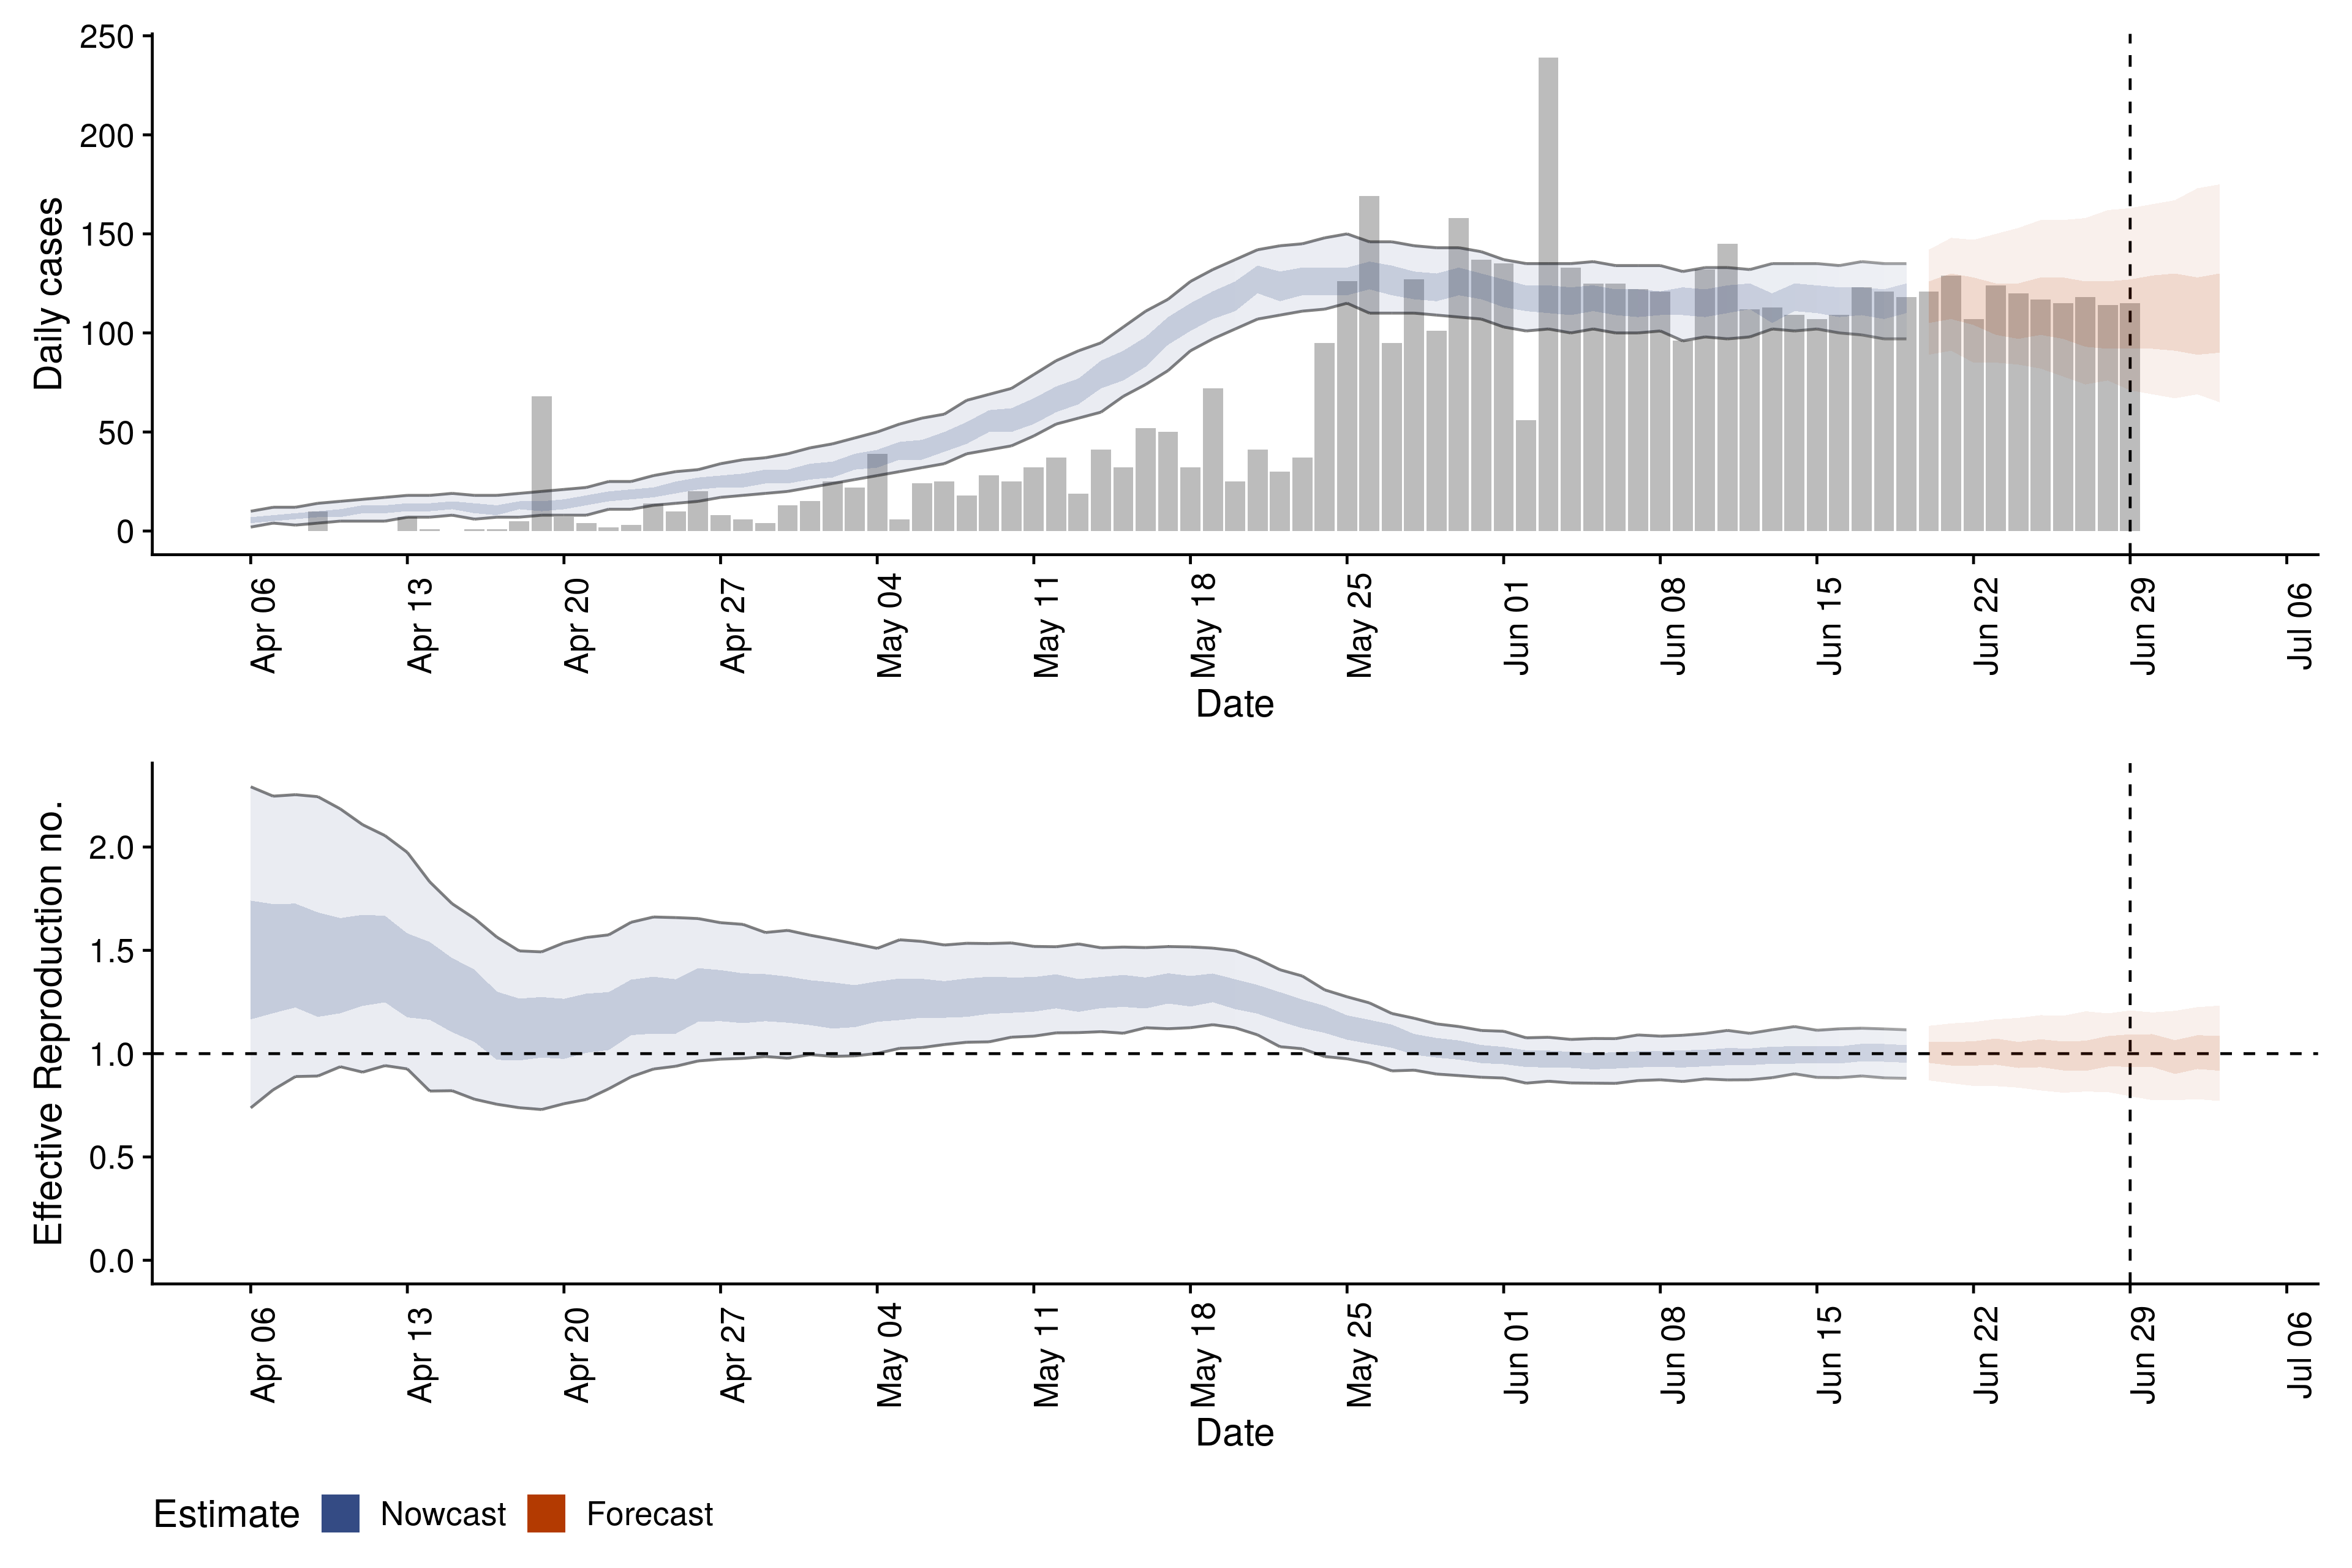 250
200
150
100
50
0
Daily cases
Apr 06 Apr 13 Apr 20 Apr 27 May 04 May 11 May 18 May 25 Jun 01 Jun 08 Jun 15 Jun 22 Jun 29 Jul 06
Date
2.0
1.5
1.0
0.5
0.0
Effective Reproduction no.
Apr 06 Apr 13 Apr 20 Apr 27 May 04 May 11 May 18 May 25 Jun 01 Jun 08 Jun 15 Jun 22 Jun 29 Jul 06
Date
Estimate Nowcast Forecast